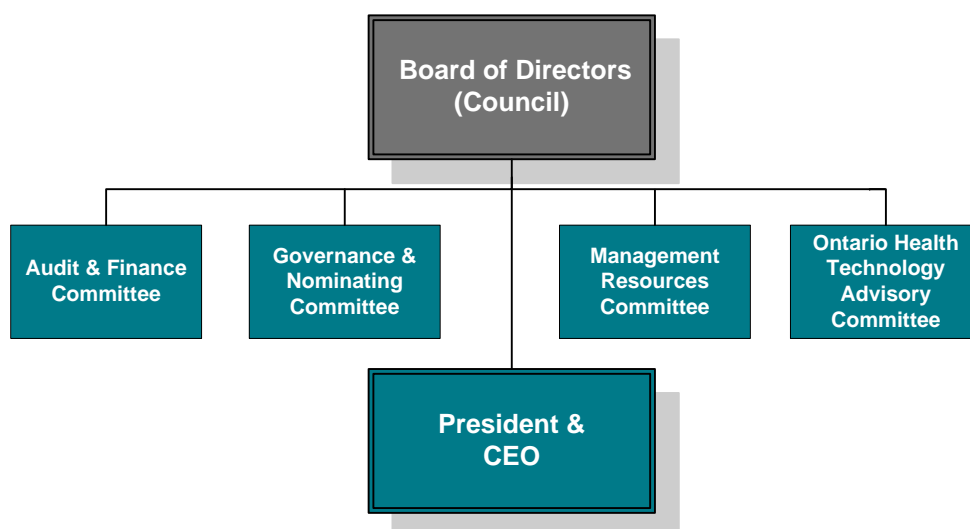 Board of Directors
(Council)
Audit & Finance
Committee
Governance &
Nominating
Committee
Management
Resources
Committee
Ontario Health
Technology
Advisory
Committee
President &
CEO